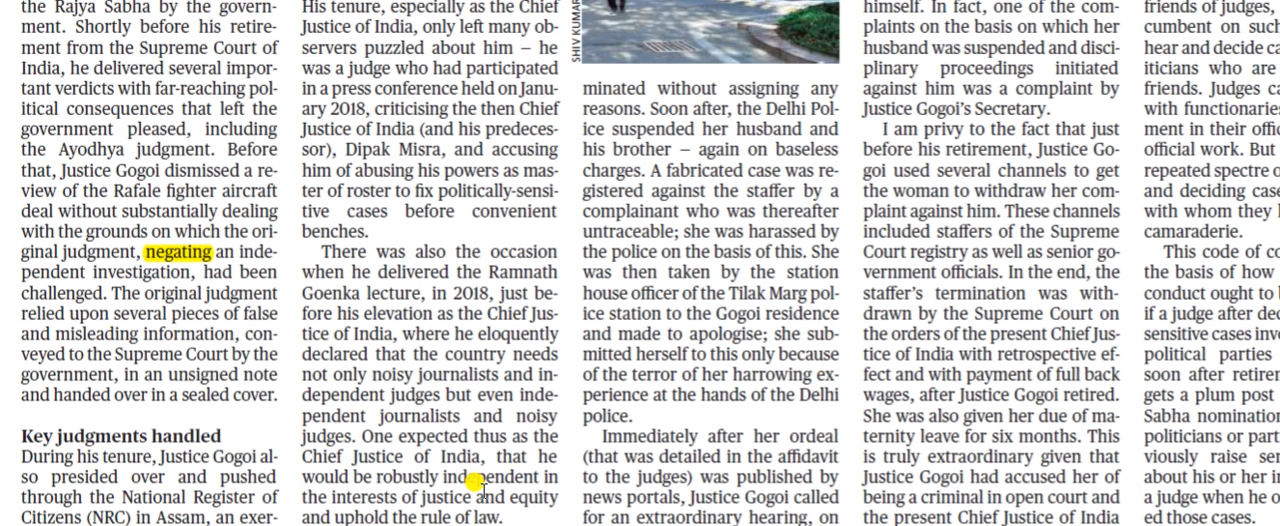 the Rajya Sabha by the govern-
ment. Shortly before his retire-
ment from the Supreme Court of
India, he delivered several impor-
tant verdicts with far-reaching pol-
itical consequences that left the
government pleased, including
the Ayodhya judgment. Before
that, Justice Gogoi dismissed a re-
view of the Rafale fighter aircraft
deal without substantially dealing
with the grounds on which the ori-
ginal judgment, negating an inde-
pendent investigation, had been
challenged. The original judgment
relied upon several pieces of false
and misleading information, con-
veyed to the Supreme Court by the
government, in an unsigned note
and handed over in a sealed cover.
Key judgments handled
During his tenure, Justice Gogoi al-
so presided over and pushed
through the National Register of
Citizens (NRC) in Assam, an exer-
His tenure, especially as the Chief
Justice of India, only left many ob-
servers puzzled about him – he
was a judge who had participated
in a press conference held on Janu-
ary 2018, criticising the then Chief
Justice of India (and his predeces-
sor), Dipak Misra, and accusing
him of abusing his powers as mas-
ter of roster to fix politically-sensi-
tive cases before convenient
benches.
There was also the occasion
when he delivered the Ramnath
Goenka lecture, in 2018, just be-
fore his elevation as the Chief Jus-
tice of India, where he eloquently
declared that the country needs
not only noisy journalists and in-
dependent judges but even inde-
pendent journalists and noisy
judges. One expected thus as the
Chief Justice of India, that he
would be robustly independent in
the interests of justice and equity
and uphold the rule of law.
SHIV KUMAR
minated without assigning any
reasons. Soon after, the Delhi Pol-
ice suspended her husband and
his brother – again on baseless
charges. A fabricated case was re-
gistered against the staffer by a
complainant who was thereafter
untraceable; she was harassed by
the police on the basis of this. She
was then taken by the station
house officer of the Tilak Marg pol-
ice station to the Gogoi residence
and made to apologise; she sub-
mitted herself to this only because
of the terror of her harrowing ex-
perience at the hands of the Delhi
police.
Immediately after her ordeal
(that was detailed in the affidavit
to the judges) was published by
news portals, Justice Gogoi called
for an extraordinary hearing, on
himself. In fact, one of the com-
plaints on the basis on which her
husband was suspended and disci-
plinary proceedings initiated
against him was a complaint by
Justice Gogoi's Secretary.
I am privy to the fact that just
before his retirement, Justice Go-
goi used several channels to get
the woman to withdraw her com-
plaint against him. These channels
included staffers of the Supreme
Court registry as well as senior go-
vernment officials. In the end, the
staffer's termination was with-
drawn by the Supreme Court on
the orders of the present Chief Jus-
tice of India with retrospective ef-
fect and with payment of full back
wages, after Justice Gogoi retired.
She was also given her due of ma-
ternity leave for six months. This
is truly extraordinary given that
Justice Gogoi had accused her of
being a criminal in open court and
the present Chief Justice of India
friends of judges,
cumbent on suc
hear and decide ca
iticians who are
friends. Judges ca
with functionarie
ment in their offi
official work. But
repeated spectre o
and deciding case
with whom they
camaraderie.
This code of co
the basis of how
conduct ought to
if a judge after dec
sensitive cases inv
political parties
soon after retirer
gets a plum post
Sabha nomination
politicians or part
viously raise ser
about his or her i
a judge when he o
ed those cases.